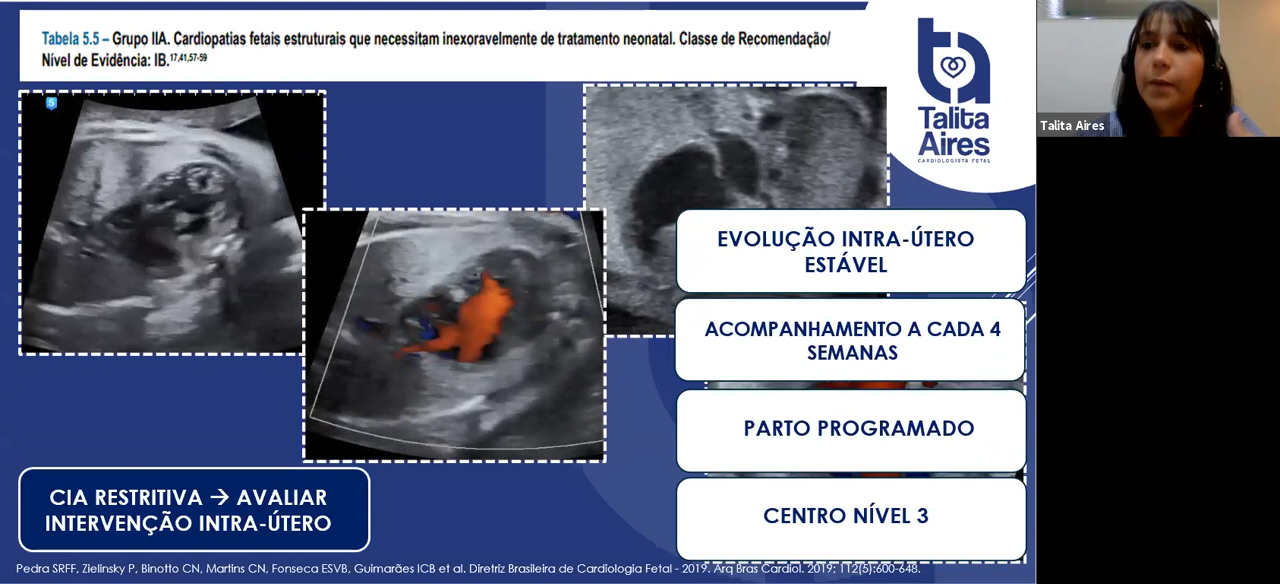 Tabela 5.5 – Grupo IIA. Cardiopatias fetais estruturais que necessitam inexoravelmente de tratamento neonatal. Classe de Recomendação/
Nível de Evidência: IB.17,41,57-59
S
ta
Talita
Aires
CARDIOLOGISTA FETAL
Talita Aires
EVOLUÇÃO INTRA-ÚTERO
ESTÁVEL
ACOMPANHAMENTO A CADA 4
SEMANAS
PARTO PROGRAMADO
CENTRO NÍVEL 3
CIA RESTRITIVA → AVALIAR
INTERVENÇÃO INTRA-ÚTERO
Pedra SRFF, Zielinsky P, Binotto CN, Martins CN, Fonseca ESVB, Guimarães ICB et al. Diretriz Brasileira de Cardiologia Fetal - 2019. Arq Bras Cardiol. 2019; 112(5):600-648.